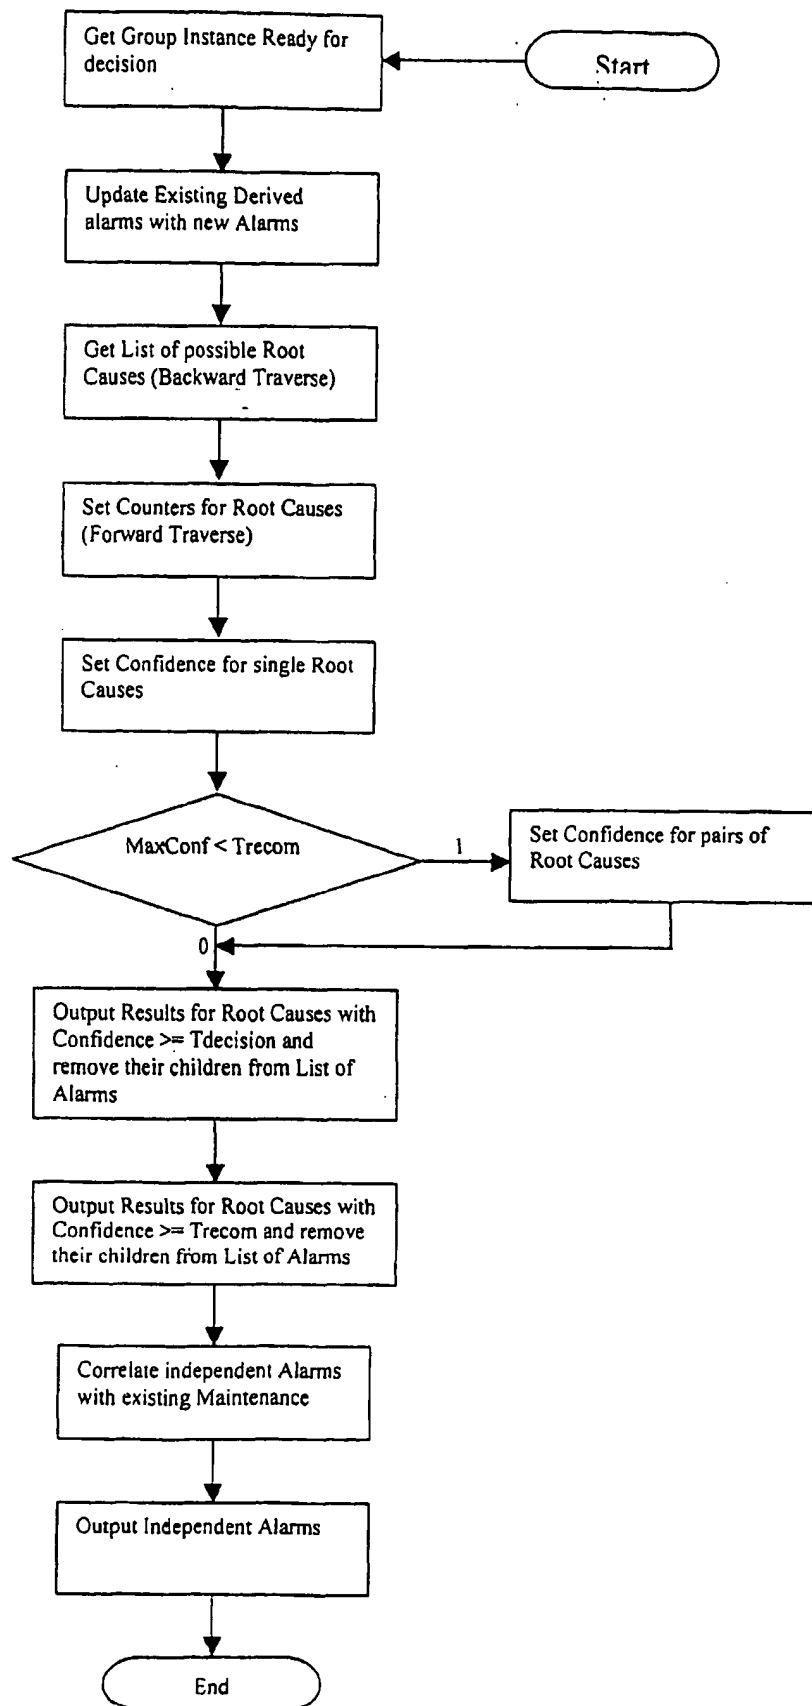 Get Group Instance Ready for
decision
Start
Update Existing Derived
alarms with new Alarms
Get List of possible Root
Causes (Backward Traverse)
Set Counters for Root Causes
(Forward Traverse)
Set Confidence for single Root
Causes
MaxConf < Trecom
1
Set Confidence for pairs of
Root Causes
0
Output Results for Root Causes with
Confidence >= Tdecision and
remove their children from List of
Alarms
Output Results for Root Causes with
Confidence >= Trecom and remove
their children from List of Alarms
Correlate independent Alarms
with existing Maintenance
Output Independent Alarms
End